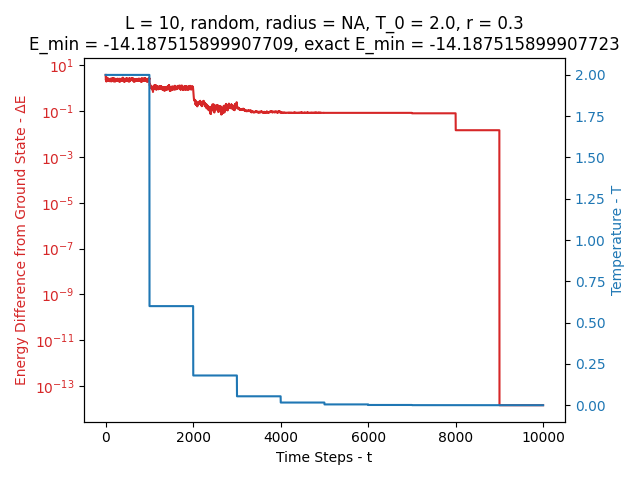 L = 10, random, radius = NA, T_0 = 2.0, r = 0.3
E_min = -14.187515899907709, exact E_min = -14.187515899907723
Energy Difference from Ground State - ΔE
10^1
10^-1
10^-3
10^-5
10^-7
10^-9
10^-11
10^-13
2.00
1.75
1.50
1.25
1.00
0.75
0.50
0.25
0.00
Temperature - T
0 2000 4000 6000 8000 10000
Time Steps - t